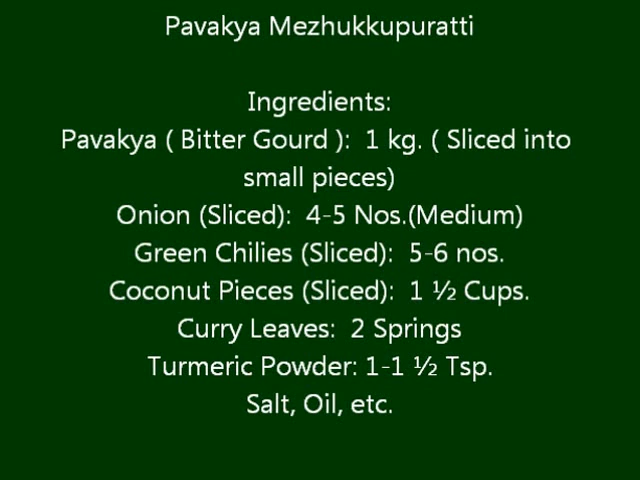 Pavakya Mezhukkupuratti
Ingredients:
Pavakya ( Bitter Gourd ):  1 kg. ( Sliced into
small pieces)
Onion (Sliced):  4-5 Nos.(Medium)
Green Chilies (Sliced):  5-6 nos.
Coconut Pieces (Sliced):  1 ½ Cups.
Curry Leaves:  2 Springs
Turmeric Powder: 1-1 ½ Tsp.
Salt, Oil, etc.